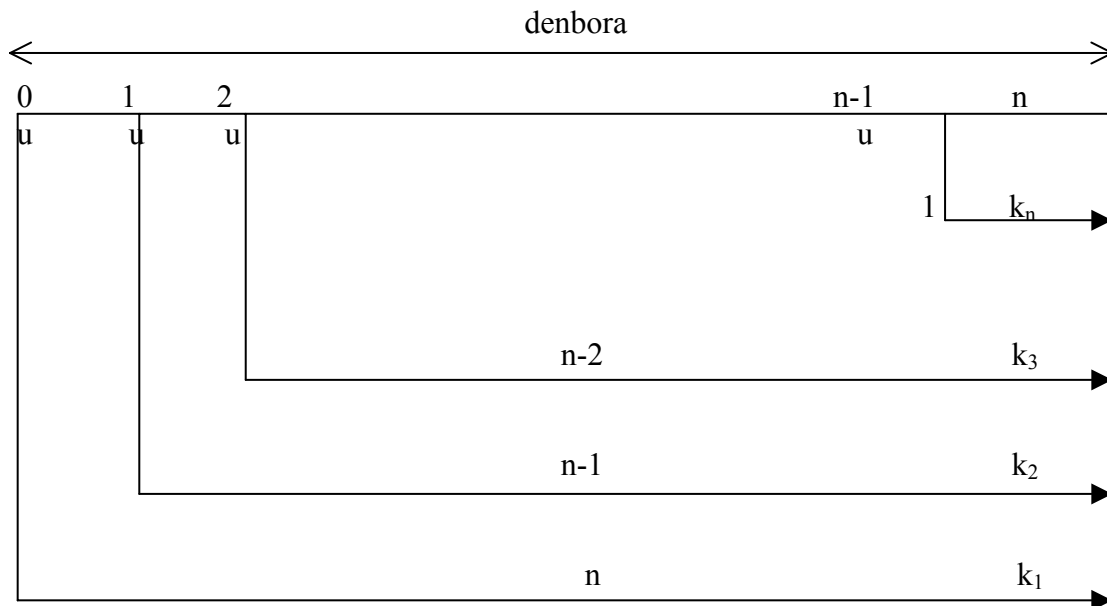 denbora
0 1 2 n-1 n
u u u u
1 kₙ
n-2 k₃
n-1 k₂
n k₁